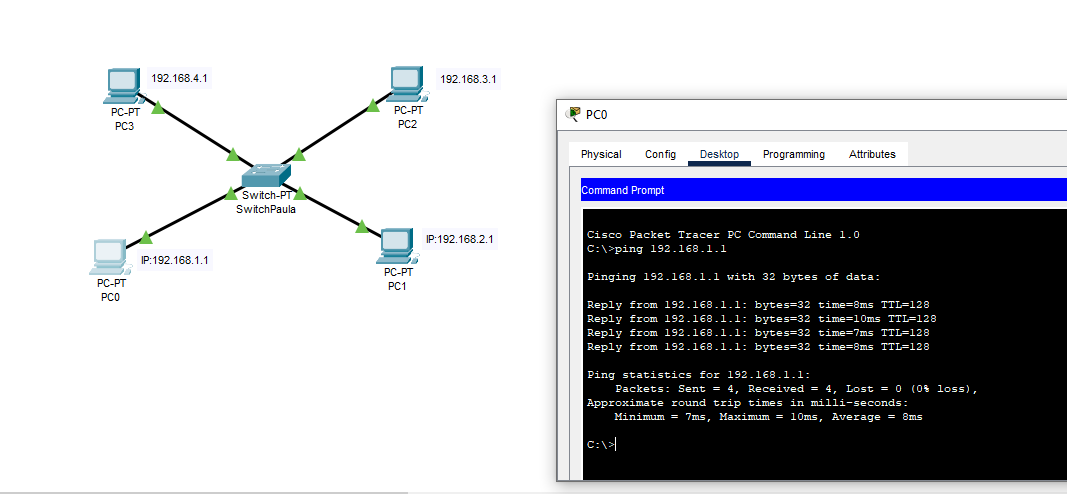 192.168.4.1
PC-PT
PC3
192.168.3.1
PC-PT
PC2
Switch-PT
SwitchPaula
IP:192.168.1.1
PC-PT
PC0
IP:192.168.2.1
PC-PT
PC1
PC0
Physical Config Desktop Programming Attributes
Command Prompt
Cisco Packet Tracer PC Command Line 1.0
C:\>ping 192.168.1.1
Pinging 192.168.1.1 with 32 bytes of data:
Reply from 192.168.1.1: bytes=32 time=8ms TTL=128
Reply from 192.168.1.1: bytes=32 time=10ms TTL=128
Reply from 192.168.1.1: bytes=32 time=7ms TTL=128
Reply from 192.168.1.1: bytes=32 time=8ms TTL=128
Ping statistics for 192.168.1.1:
Packets: Sent = 4, Received = 4, Lost = 0 (0% loss),
Approximate round trip times in milli-seconds:
Minimum = 7ms, Maximum = 10ms, Average = 8ms
C:\>